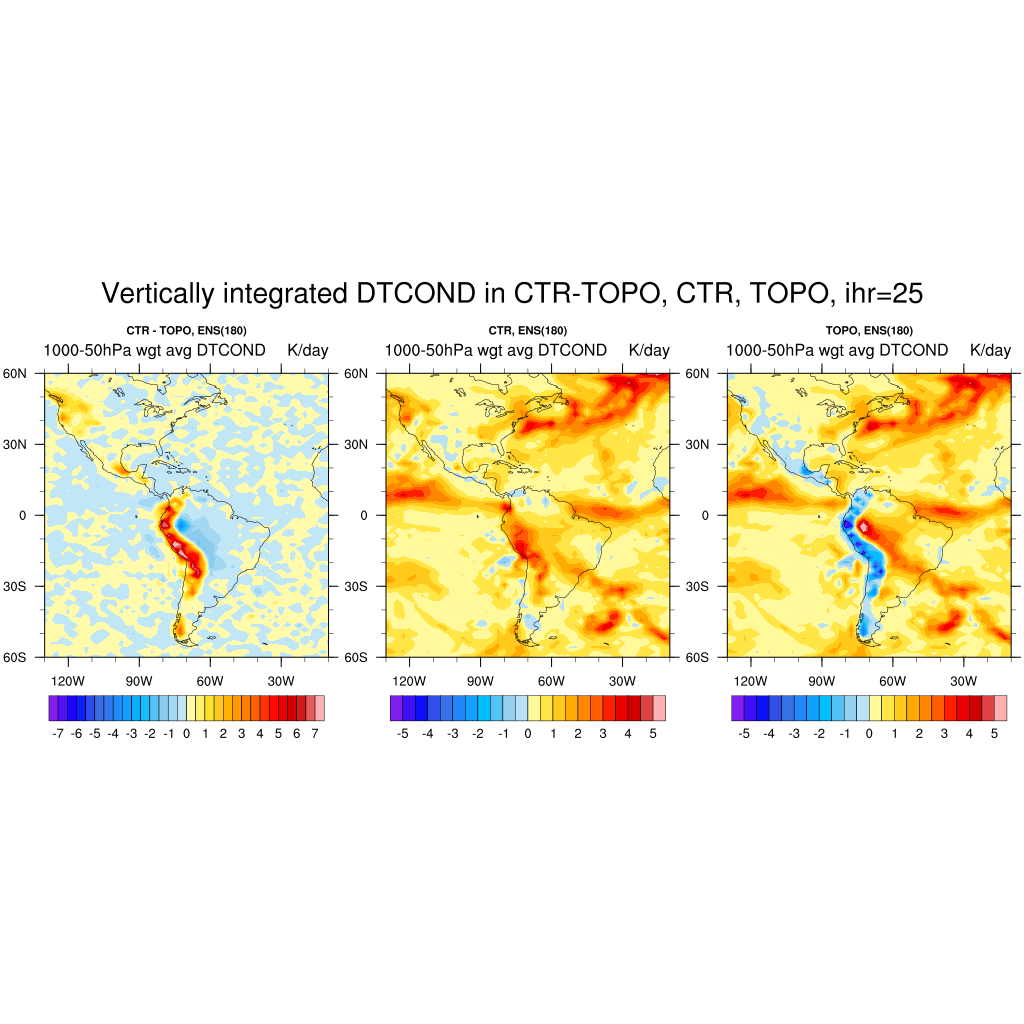 Vertically integrated DTCOND in CTR-TOPO, CTR, TOPO, ihr=25
CTR - TOPO, ENS(180)
1000-50hPa wgt avg DTCOND K/day
60N
30N
0
30S
60S
120W 90W 60W 30W
-7 -6 -5 -4 -3 -2 -1 0 1 2 3 4 5 6 7
CTR, ENS(180)
1000-50hPa wgt avg DTCOND K/day
60N
30N
0
30S
60S
120W 90W 60W 30W
-5 -4 -3 -2 -1 0 1 2 3 4 5
TOPO, ENS(180)
1000-50hPa wgt avg DTCOND K/day
60N
30N
0
30S
60S
120W 90W 60W 30W
-5 -4 -3 -2 -1 0 1 2 3 4 5